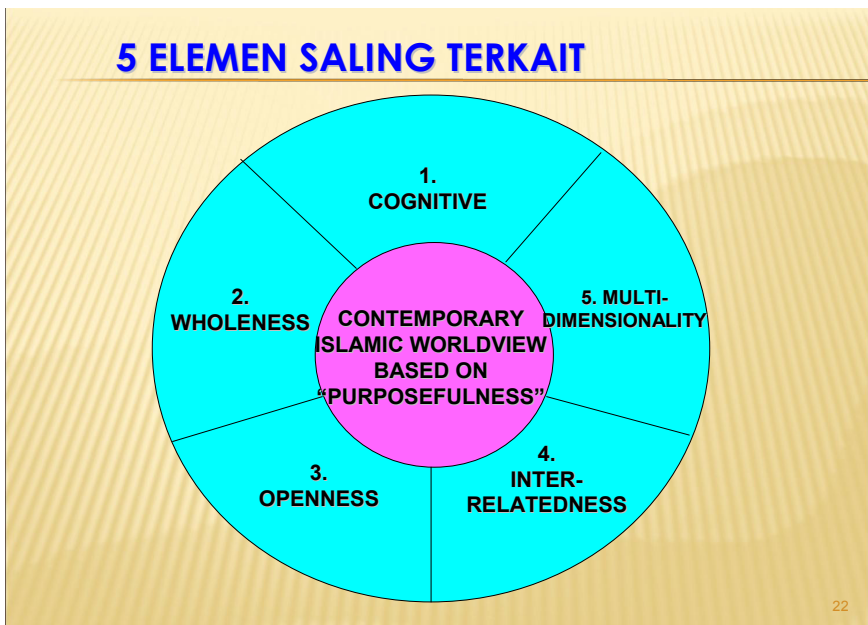 5 ELEMEN SALING TERKAIT
1.
COGNITIVE
2.
WHOLENESS
CONTEMPORARY
ISLAMIC WORLDVIEW
BASED ON
“PURPOSEFULNESS”
5. MULTI-
DIMENSIONALITY
3.
OPENNESS
4.
INTER-
RELATEDNESS
22